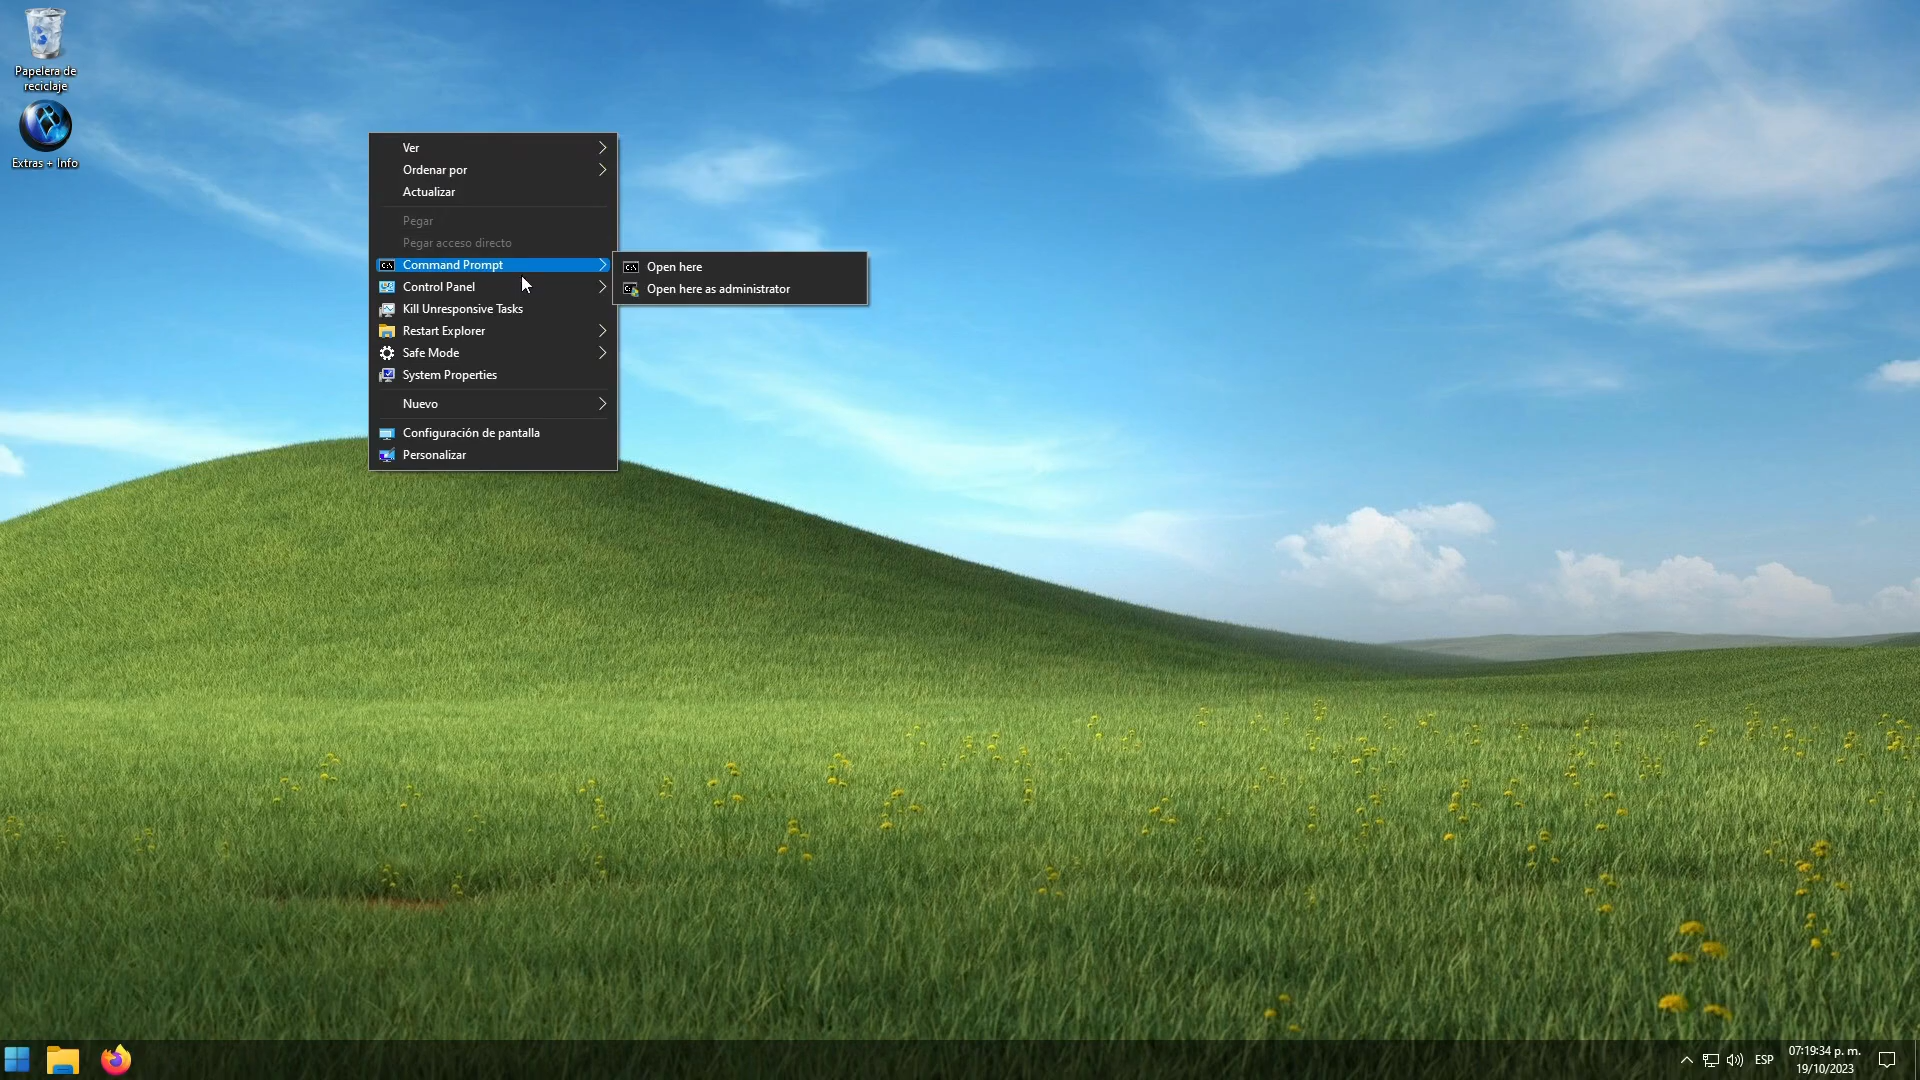 Papelera de
reciclaje
Extras + Info
Ver
Ordenar por
Actualizar
Pegar
Pegar acceso directo
Command Prompt
Control Panel
Kill Unresponsive Tasks
Restart Explorer
Safe Mode
System Properties
Nuevo
Configuración de pantalla
Personalizar
Open here
Open here as administrator
ESP
07:19:34 p. m.
19/10/2023